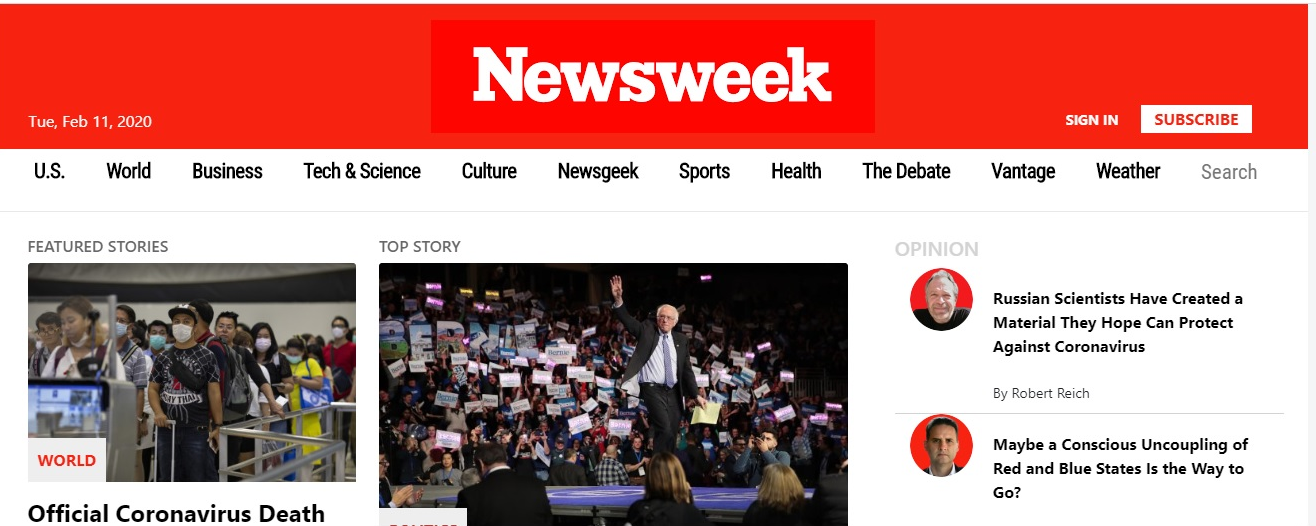 Newsweek
Tue, Feb 11, 2020
SIGN IN
SUBSCRIBE
U.S.
World
Business
Tech & Science
Culture
Newsgeek
Sports
Health
The Debate
Vantage
Weather
Search
FEATURED STORIES
MUAY THAI
WORLD
Official Coronavirus Death
TOP STORY
Bernie
OPINION
Russian Scientists Have Created a
Material They Hope Can Protect
Against Coronavirus
By Robert Reich
Maybe a Conscious Uncoupling of
Red and Blue States Is the Way to
Go?